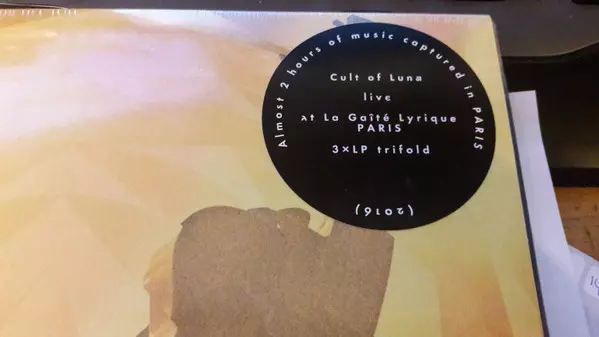 Almost 2 hours of music captured in PARIS
Cult of Luna
live
at La Gaîté Lyrique
PARIS
3×LP trifold
(2016)